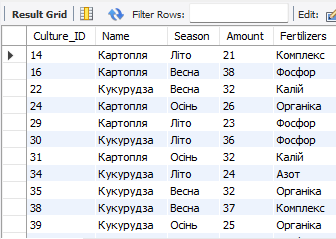 Result Grid Filter Rows: Edit:
Culture_ID Name Season Amount Fertilizers
14 Картопля Літо 21 Комплекс
16 Картопля Весна 38 Фосфор
22 Кукурудза Весна 32 Калій
24 Картопля Осінь 26 Органіка
29 Картопля Літо 23 Фосфор
30 Кукурудза Літо 36 Фосфор
31 Картопля Осінь 32 Калій
34 Кукурудза Літо 24 Азот
35 Кукурудза Весна 32 Органіка
38 Кукурудза Весна 37 Комплекс
39 Кукурудза Осінь 25 Органіка